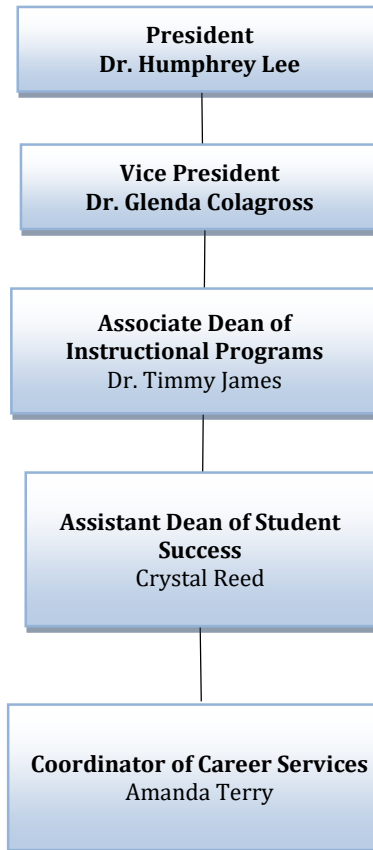 President
Dr. Humphrey Lee
Vice President
Dr. Glenda Colagross
Associate Dean of
Instructional Programs
Dr. Timmy James
Assistant Dean of Student
Success
Crystal Reed
Coordinator of Career Services
Amanda Terry